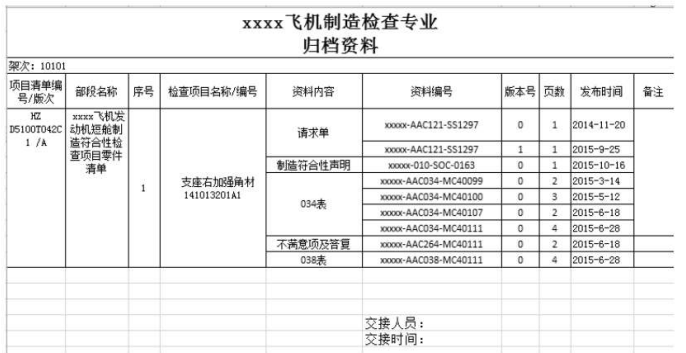 xxxx飞机制造检查专业
归档资料
架次: 10101
项目清单编号/版次 部段名称 序号 检查项目名称/编号 资料内容 资料编号 版本号 页数 发布时间 备注
HZ D5100T042C1 /A xxxx飞机发动机短舱制造符合性检查项目零件清单 1 支座右加强角材 141013201A1 请求单 xxxxx-AAC121-SS1297 0 1 2014-11-20
xxxxx-AAC121-SS1297 1 1 2015-9-25
制造符合性声明 xxxxx-010-SOC-0163 0 1 2015-10-16
034表 xxxxx-AAC034-MC40099 0 2 2015-3-14
xxxxx-AAC034-MC40100 0 3 2015-5-12
xxxxx-AAC034-MC40107 0 2 2015-6-18
xxxxx-AAC034-MC40111 0 4 2015-6-28
不满意项及答复 xxxxx-AAC264-MC40111 0 2 2015-6-18
038表 xxxxx-AAC038-MC40111 0 4 2015-6-28
交接人员:
交接时间: